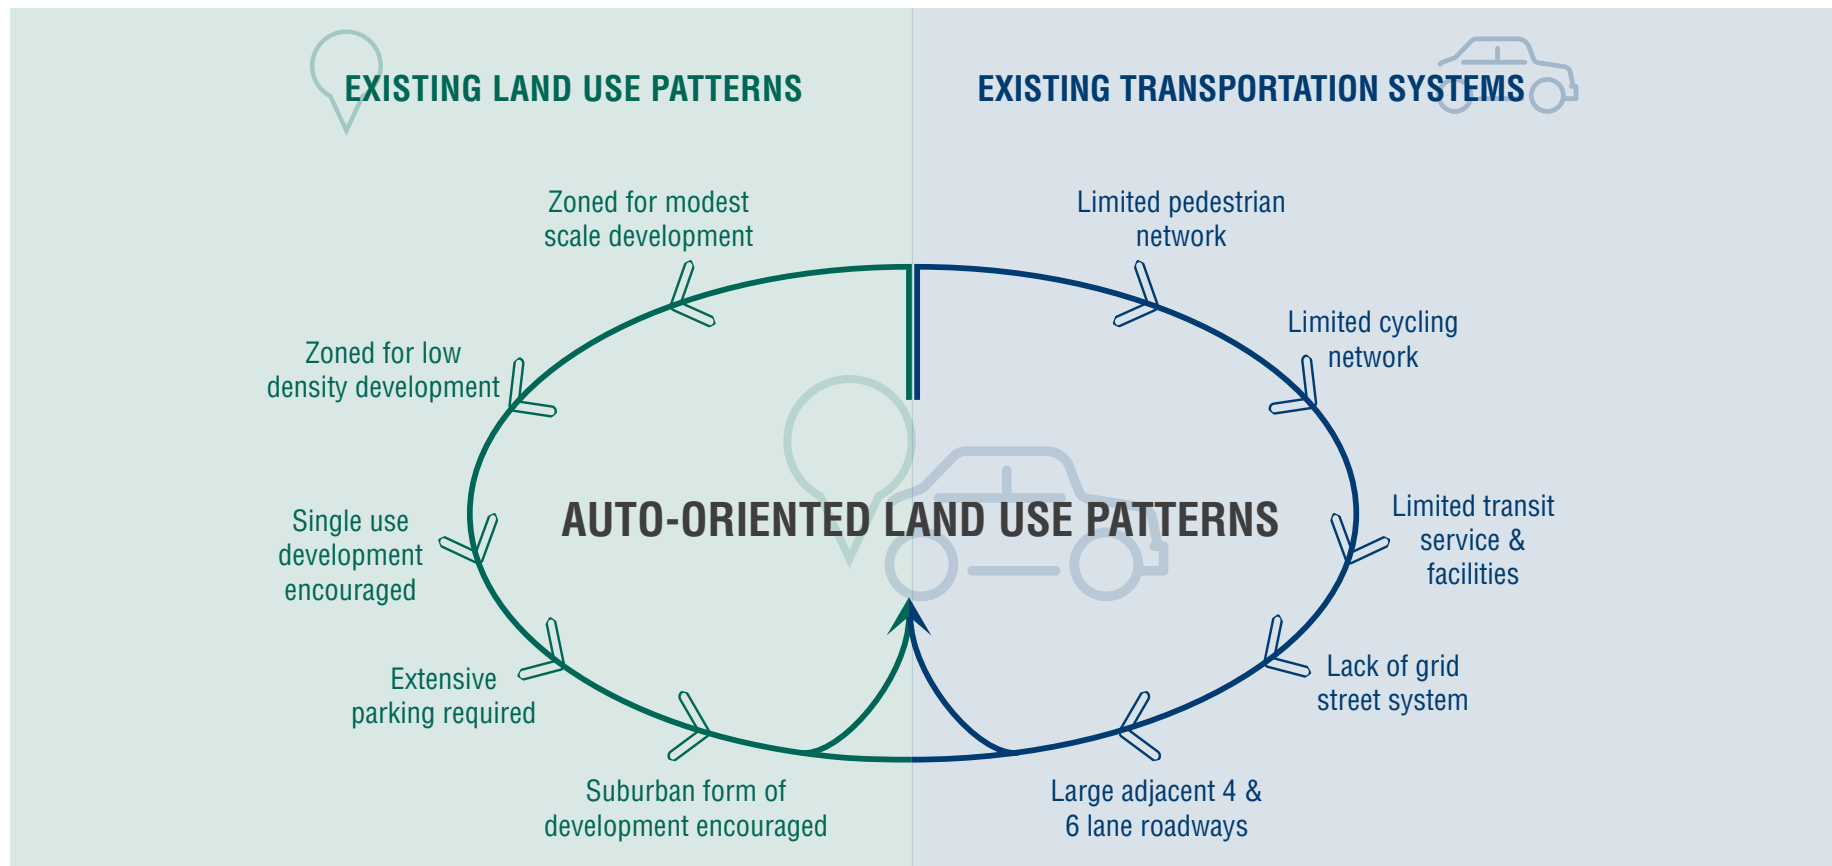 EXISTING LAND USE PATTERNS
EXISTING TRANSPORTATION SYSTEMS
Zoned for modest
scale development
Zoned for low
density development
Single use
development
encouraged
Extensive
parking required
Suburban form of
development encouraged
Limited pedestrian
network
Limited cycling
network
Limited transit
service &
facilities
Lack of grid
street system
Large adjacent 4 &
6 lane roadways
AUTO-ORIENTED LAND USE PATTERNS